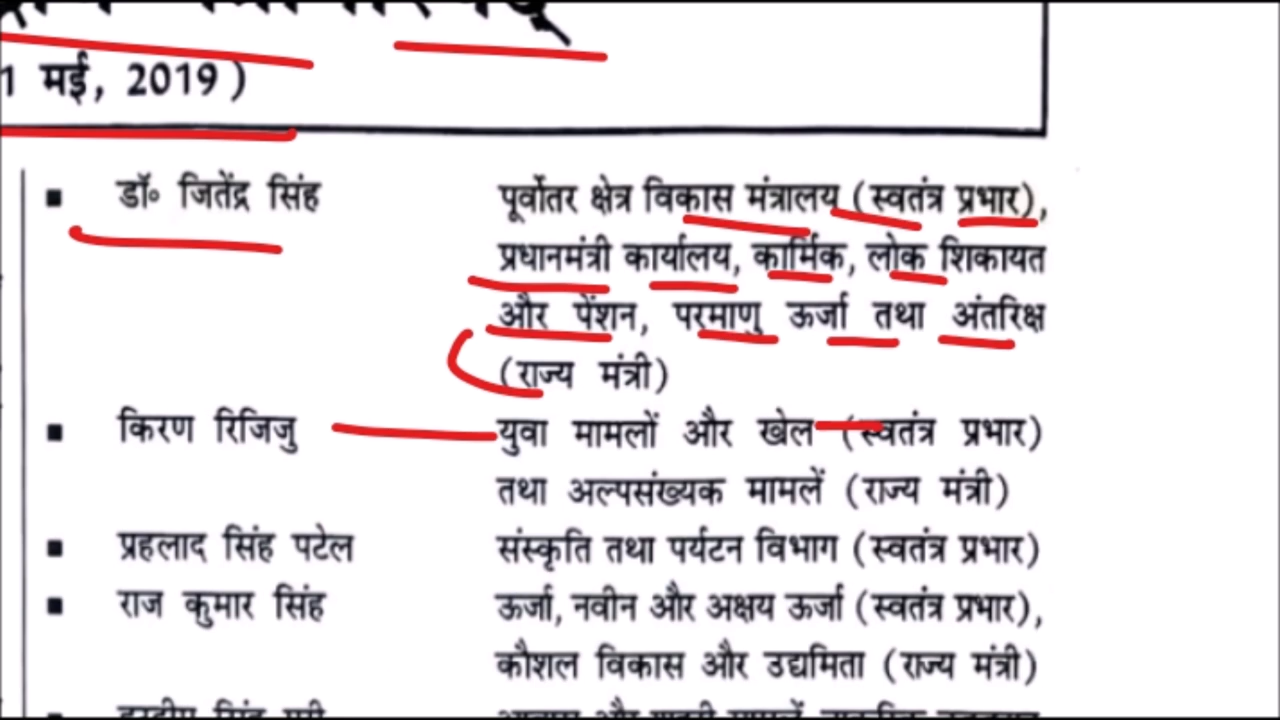 1 मई, 2019)
▪ डॉ॰ जितेंद्र सिंह पूर्वोतर क्षेत्र विकास मंत्रालय (स्वतंत्र प्रभार),
प्रधानमंत्री कार्यालय, कार्मिक, लोक शिकायत
और पेंशन, परमाणु ऊर्जा तथा अंतरिक्ष
(राज्य मंत्री)
▪ किरण रिजिजु युवा मामलों और खेल (स्वतंत्र प्रभार)
तथा अल्पसंख्यक मामलें (राज्य मंत्री)
▪ प्रहलाद सिंह पटेल संस्कृति तथा पर्यटन विभाग (स्वतंत्र प्रभार)
▪ राज कुमार सिंह ऊर्जा, नवीन और अक्षय ऊर्जा (स्वतंत्र प्रभार),
कौशल विकास और उद्यमिता (राज्य मंत्री)